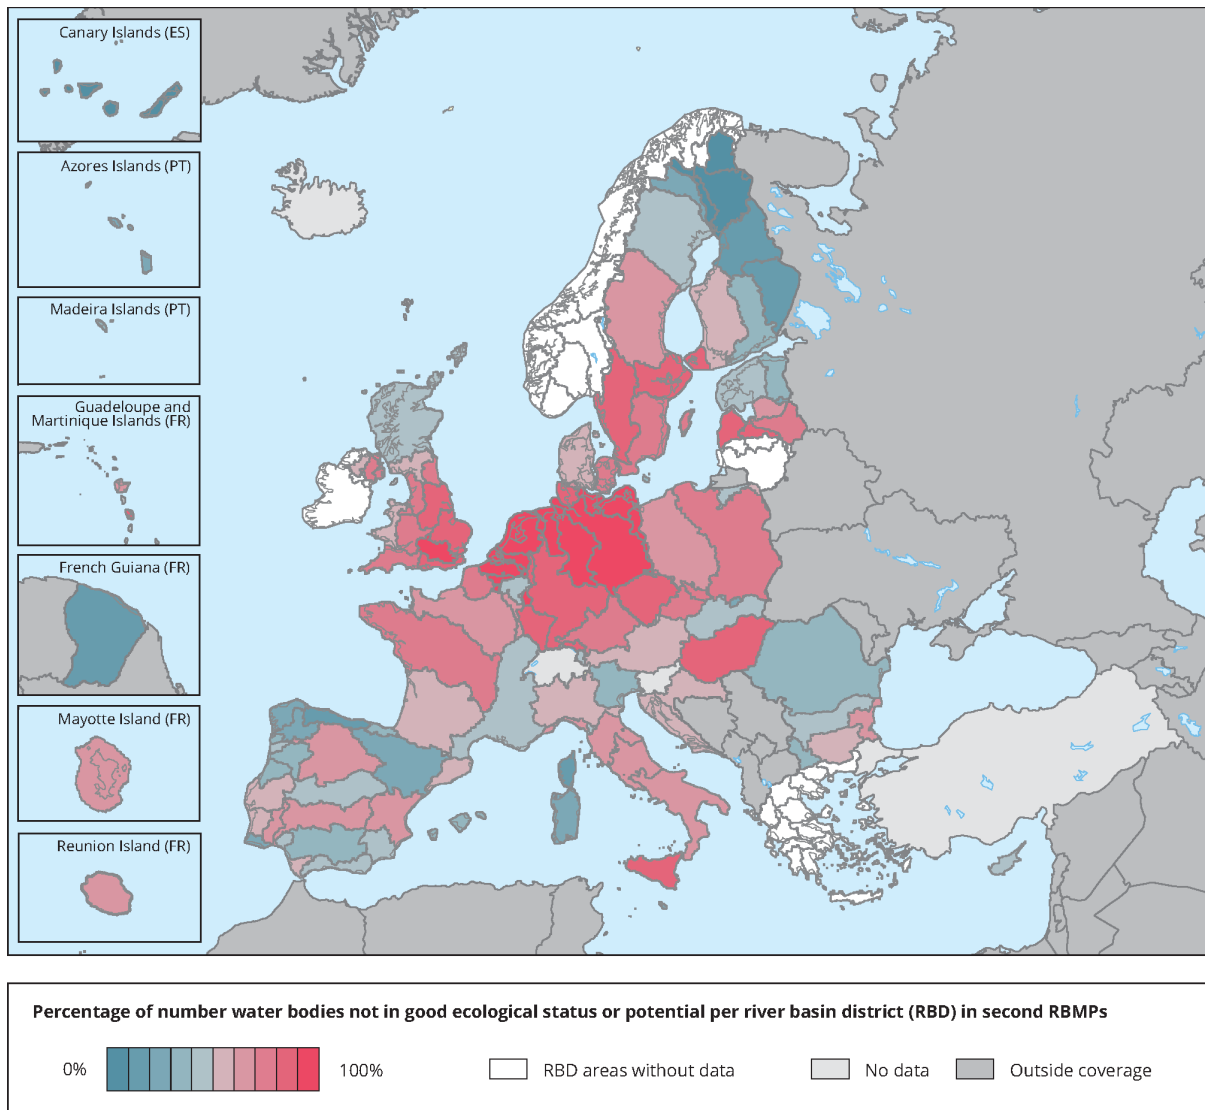 Canary Islands (ES)
Azores Islands (PT)
Madeira Islands (PT)
Guadeloupe and
Martinique Islands (FR)
French Guiana (FR)
Mayotte Island (FR)
Reunion Island (FR)
Percentage of number water bodies not in good ecological status or potential per river basin district (RBD) in second RBMPs
0%
100%
RBD areas without data
No data
Outside coverage